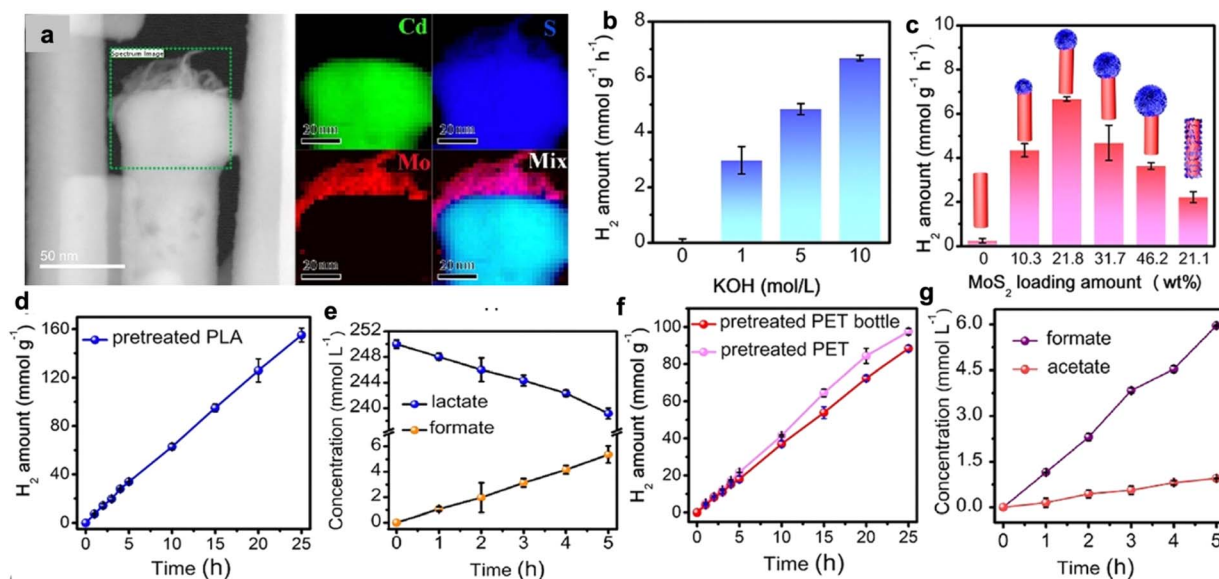 a
Spectrum Image
50 nm
Cd
20 nm
S
20 nm
Mo
20 nm
Mix
20 nm
b
H2 amount (mmol g-1 h-1)
8
6
4
2
0
0 1 5 10
KOH (mol/L)
c
H2 amount (mmol g-1 h-1)
10
8
6
4
2
0
0 10.3 21.8 31.7 46.2 21.1
MoS2 loading amount (wt%)
d
H2 amount (mmol g-1)
160
120
80
40
0
pretreated PLA
0 5 10 15 20 25
Time (h)
e
Concentration (mmol L-1)
252
248
244
240
6
4
2
0
lactate
formate
0 1 2 3 4 5
Time (h)
f
H2 amount (mmol g-1)
100
80
60
40
20
0
pretreated PET bottle
pretreated PET
0 5 10 15 20 25
Time (h)
g
Concentration (mmol L-1)
6.0
4.5
3.0
1.5
0.0
formate
acetate
0 1 2 3 4 5
Time (h)